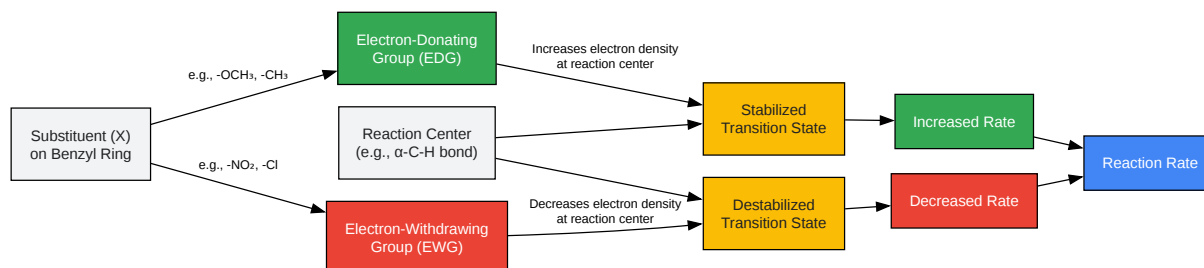 Substituent (X)
on Benzyl Ring
e.g., -OCH₃, -CH₃
e.g., -NO₂, -Cl
Electron-Donating
Group (EDG)
Reaction Center
(e.g., α-C-H bond)
Electron-Withdrawing
Group (EWG)
Increases electron density
at reaction center
Decreases electron density
at reaction center
Stabilized
Transition State
Destabilized
Transition State
Increased Rate
Decreased Rate
Reaction Rate